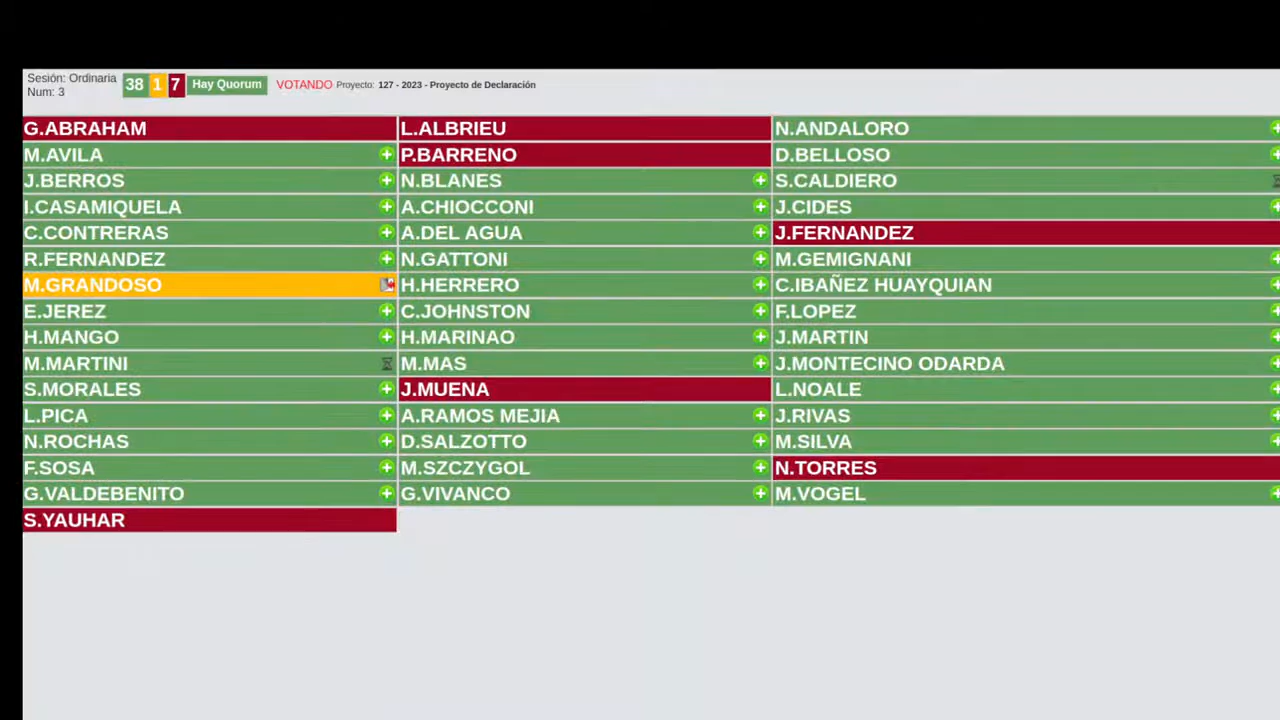 Sesión: Ordinaria
Num: 3
38 1 7 Hay Quorum VOTANDO Proyecto: 127 - 2023 - Proyecto de Declaración
G.ABRAHAM L.ALBRIEU N.ANDALORO
M.AVILA P.BARRENO D.BELLOSO
J.BERROS N.BLANES S.CALDIERO
I.CASAMIQUELA A.CHIOCCONI J.CIDES
C.CONTRERAS A.DEL AGUA J.FERNANDEZ
R.FERNANDEZ N.GATTONI M.GEMIGNANI
M.GRANDOSO H.HERRERO C.IBAÑEZ HUAYQUIAN
E.JEREZ C.JOHNSTON F.LOPEZ
H.MANGO H.MARINAO J.MARTIN
M.MARTINI M.MAS J.MONTECINO ODARDA
S.MORALES J.MUENA L.NOALE
L.PICA A.RAMOS MEJIA J.RIVAS
N.ROCHAS D.SALZOTTO M.SILVA
F.SOSA M.SZCZYGOL N.TORRES
G.VALDEBENITO G.VIVANCO M.VOGEL
S.YAUHAR